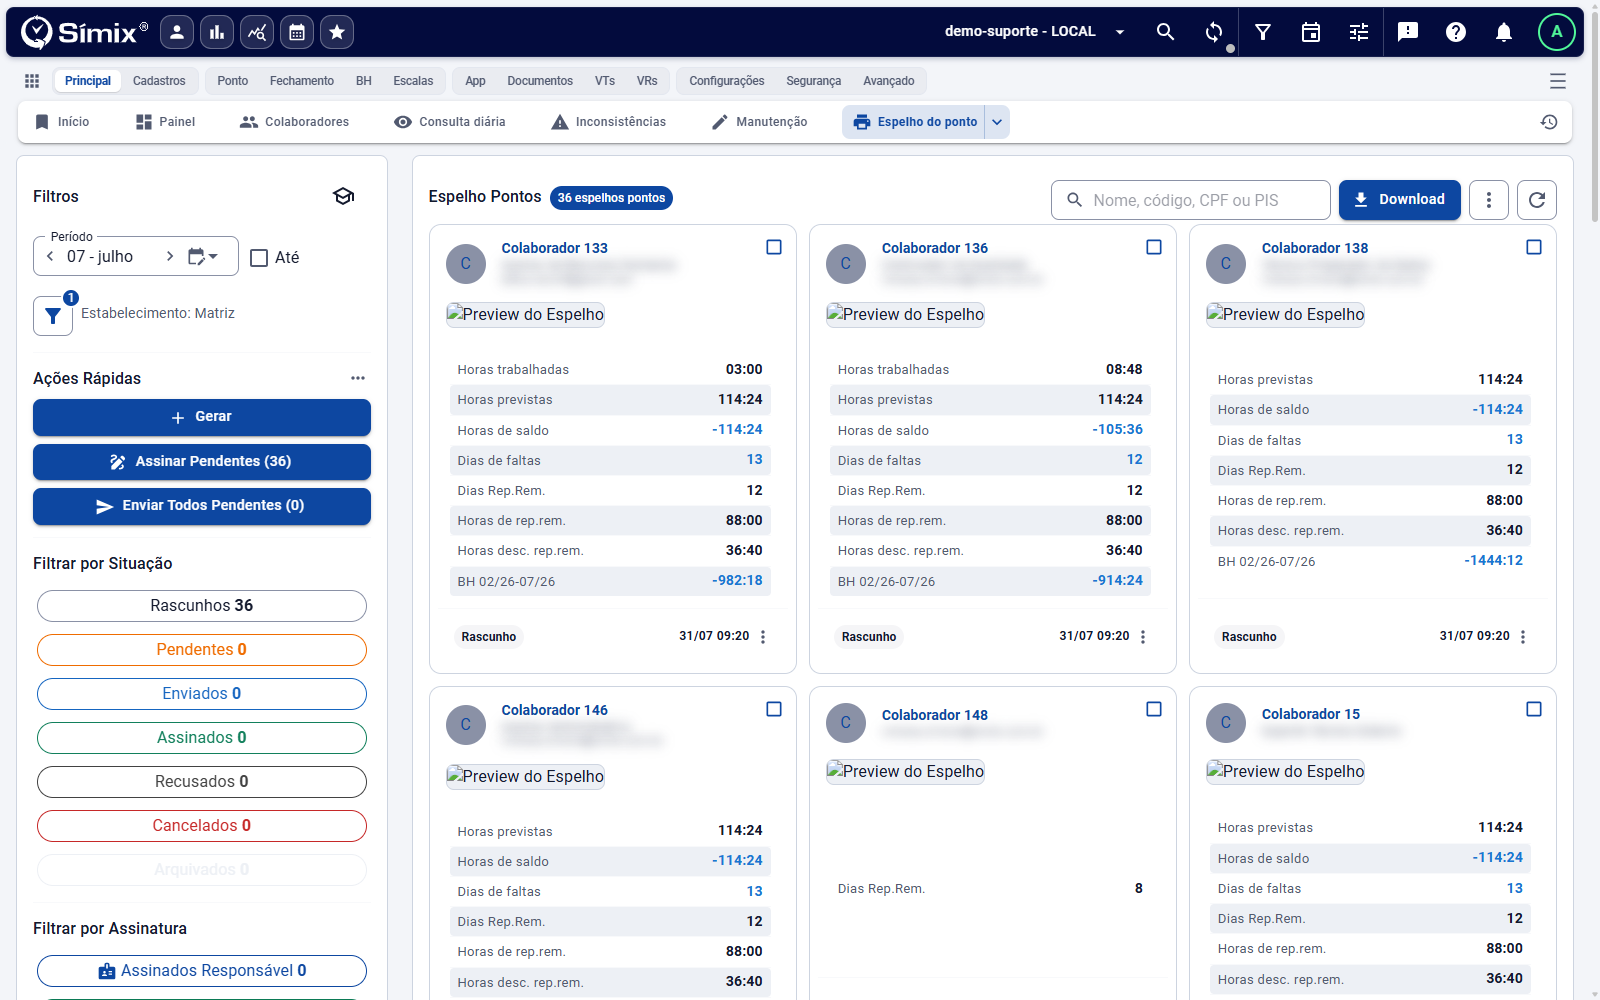 Símix®
demo-suporte - LOCAL
A
Principal
Cadastros
Ponto
Fechamento
BH
Escalas
App
Documentos
VTs
VRs
Configurações
Segurança
Avançado
Início
Painel
Colaboradores
Consulta diária
Inconsistências
Manutenção
Espelho do ponto
Filtros
Período
07 - julho
Até
1
Estabelecimento: Matriz
Ações Rápidas
Gerar
Assinar Pendentes (36)
Enviar Todos Pendentes (0)
Filtrar por Situação
Rascunhos 36
Pendentes 0
Enviados 0
Assinados 0
Recusados 0
Cancelados 0
Arquivados 0
Filtrar por Assinatura
Assinados Responsável 0
Espelho Pontos
36 espelhos pontos
Nome, código, CPF ou PIS
Download
C
Colaborador 133
Preview do Espelho
Horas trabalhadas 03:00
Horas previstas 114:24
Horas de saldo -114:24
Dias de faltas 13
Dias Rep.Rem. 12
Horas de rep.rem. 88:00
Horas desc. rep.rem. 36:40
BH 02/26-07/26 -982:18
Rascunho
31/07 09:20
C
Colaborador 136
Preview do Espelho
Horas trabalhadas 08:48
Horas previstas 114:24
Horas de saldo -105:36
Dias de faltas 12
Dias Rep.Rem. 12
Horas de rep.rem. 88:00
Horas desc. rep.rem. 36:40
BH 02/26-07/26 -914:24
Rascunho
31/07 09:20
C
Colaborador 138
Preview do Espelho
Horas previstas 114:24
Horas de saldo -114:24
Dias de faltas 13
Dias Rep.Rem. 12
Horas de rep.rem. 88:00
Horas desc. rep.rem. 36:40
BH 02/26-07/26 -1444:12
Rascunho
31/07 09:20
C
Colaborador 146
Preview do Espelho
Horas previstas 114:24
Horas de saldo -114:24
Dias de faltas 13
Dias Rep.Rem. 12
Horas de rep.rem. 88:00
Horas desc. rep.rem. 36:40
C
Colaborador 148
Preview do Espelho
Dias Rep.Rem. 8
C
Colaborador 15
Preview do Espelho
Horas previstas 114:24
Horas de saldo -114:24
Dias de faltas 13
Dias Rep.Rem. 12
Horas de rep.rem. 88:00
Horas desc. rep.rem. 36:40